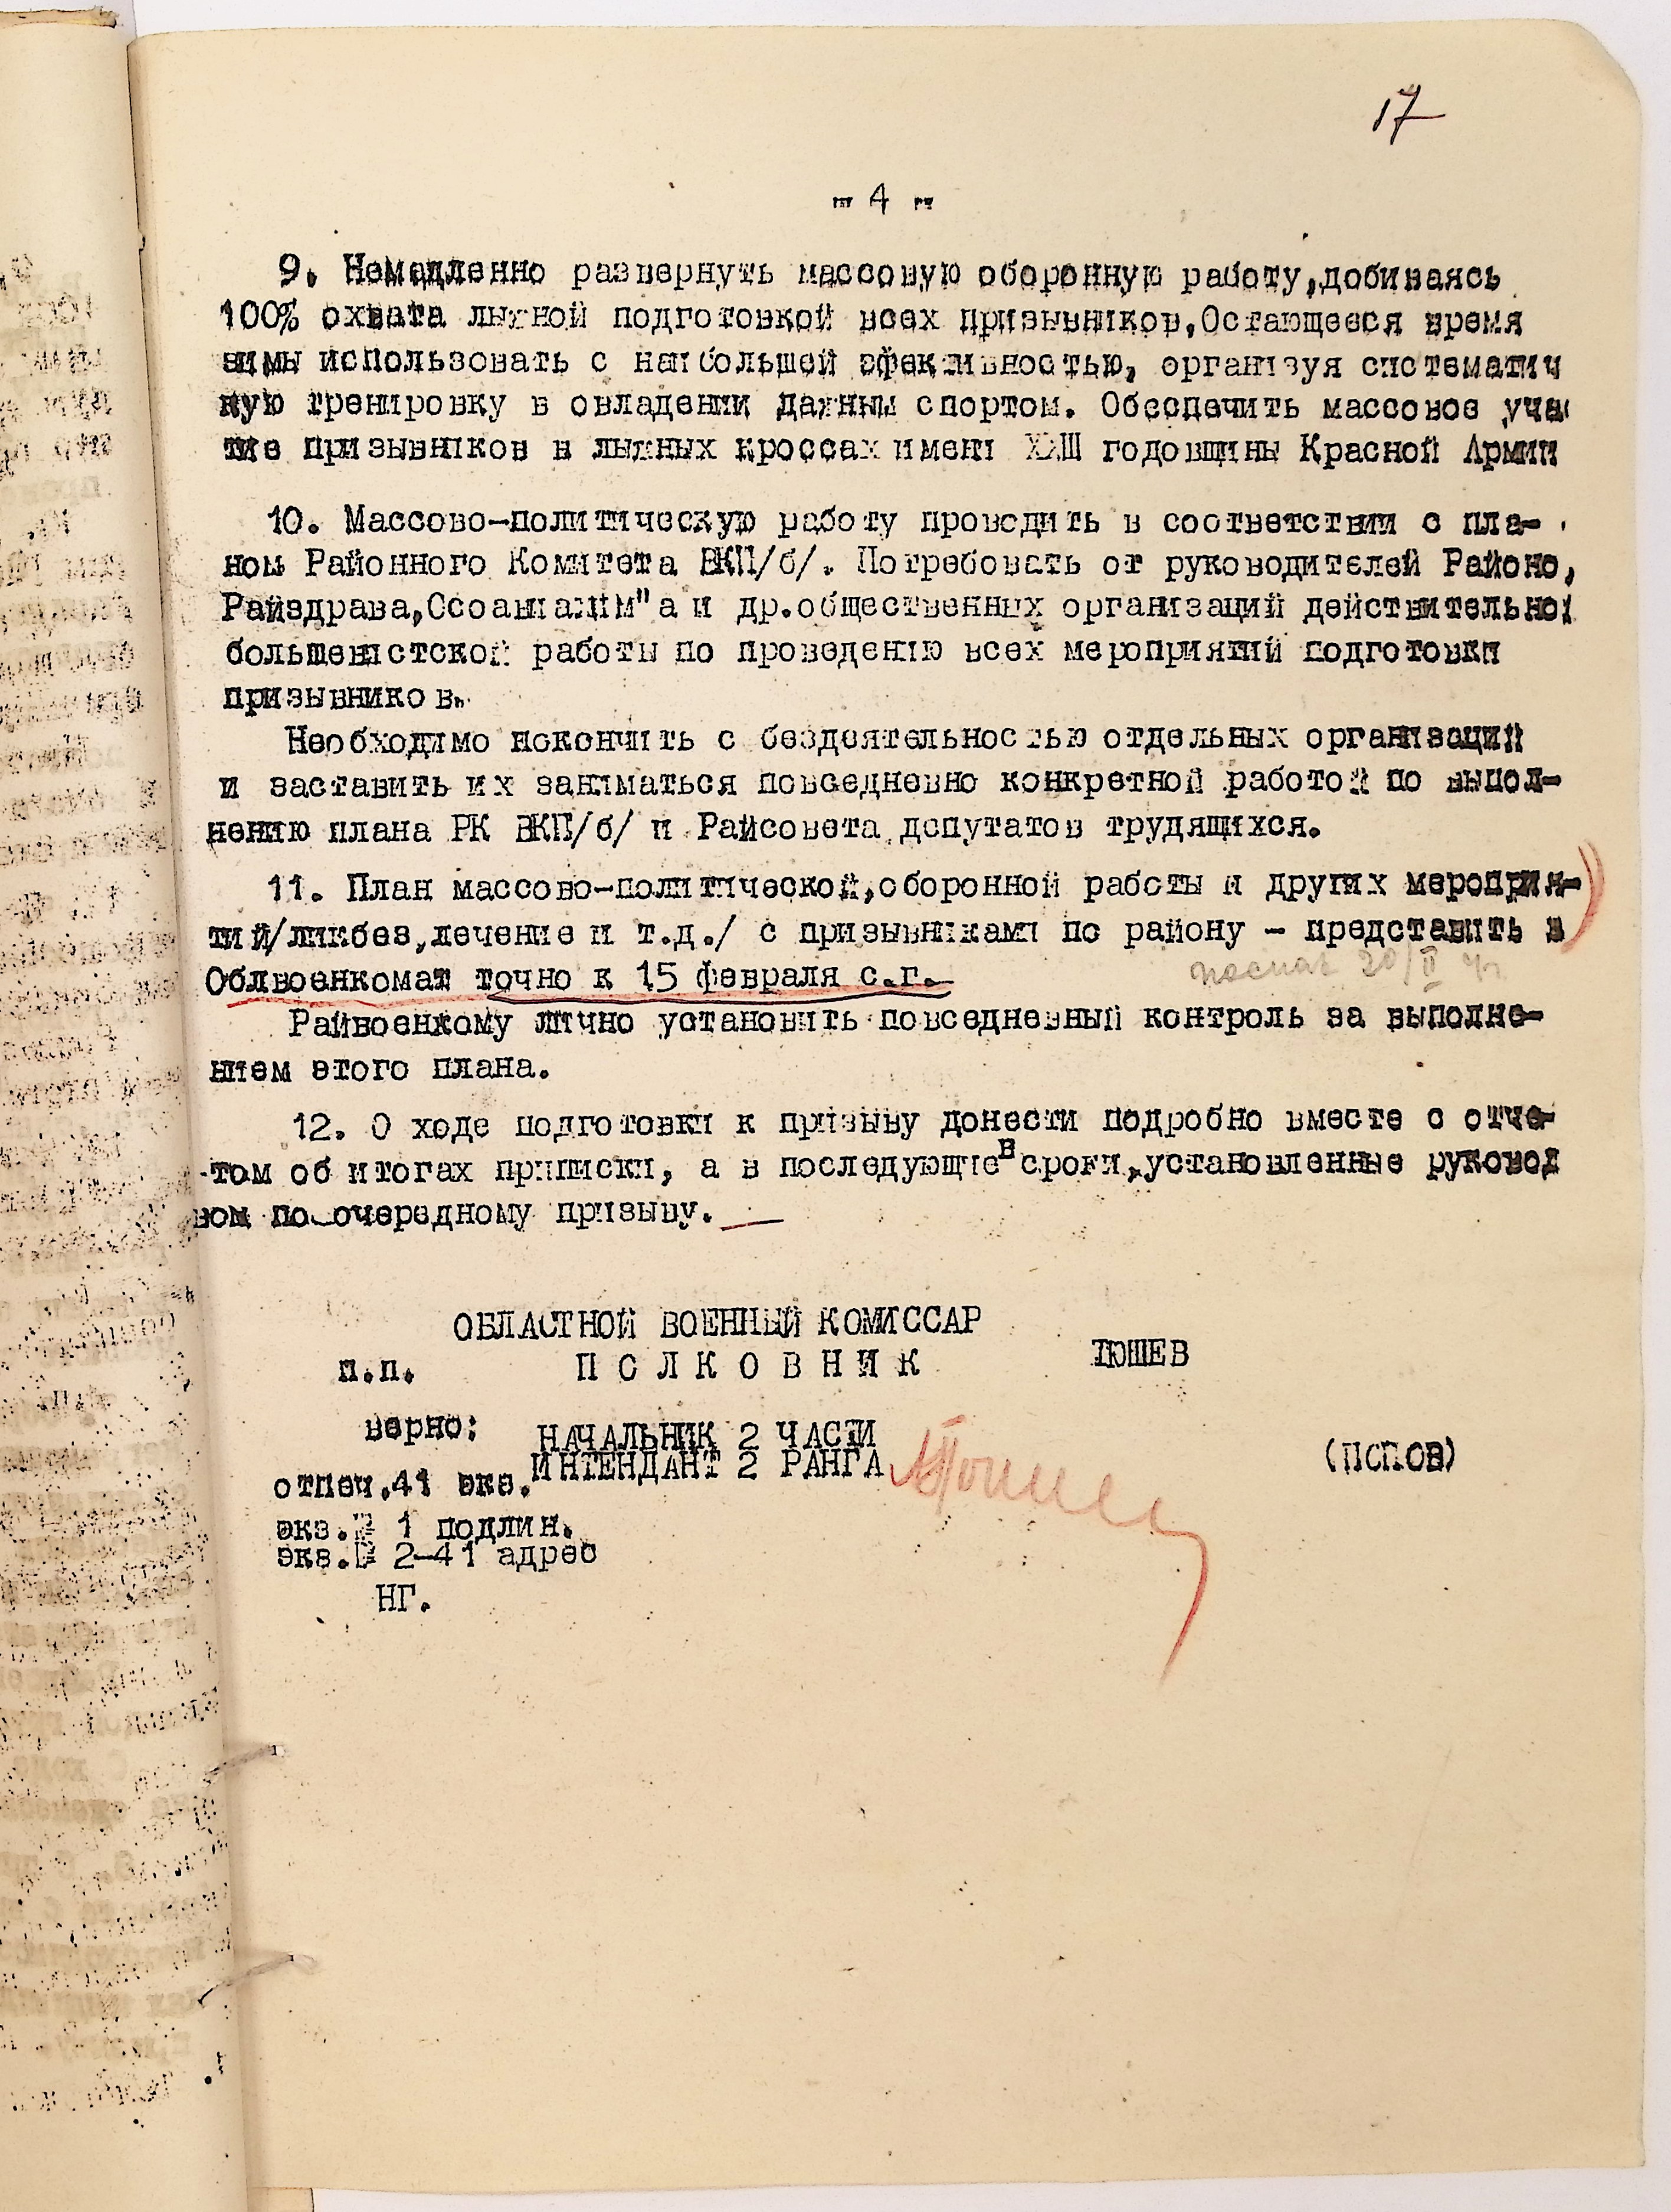 17
- 4 -
9. Немедленно развернуть массовую оборонную работу,добиваясь
100% охвата лыжной подготовкой всех призывников,Остающееся время
зимы использовать с наибольшей эфективностью, организуя систематич
кую тренировку в овладении данным спортом. Обеспечить массовое учас
тие призывников в лыжных кроссах имени ХХШ годовщины Красной Армии
10. Массово-политическую работу проводить в соответствии с пла-
ном Районного Комитета ВКП/б/. Потребовать от руководителей Районо,
Райздрава,Осоавиахим"а и др.общественных организаций действительной
большевистской работы по проведению всех мероприятий подготовки
призывников.
Необходимо покончить с бездеятельностью отдельных организаций
и заставить их заниматься повседневно конкретной работой по выпол-
нению плана РК ВКП/б/ и Райсовета депутатов трудящихся.
11. План массово-политической,оборонной работы и других мероприя-
тий/ликбез,лечение и т.д./ с призывниками по району - представить в
Облвоенкомат точно к 15 февраля с.г.
послан 20/II
Райвоенкому лично установить повседневный контроль за выполне-
нием этого плана.
12. О ходе подготовки к призыву донести подробно вместе с отче-
том об итогах приписки, а в последующие в сроки,установленные руковод
вом по очередному призыву.
ОБЛАСТНОЙ ВОЕННЫЙ КОМИССАР
п.п. ПОЛКОВНИК ТЮШЕВ
верно: НАЧАЛЬНИК 2 ЧАСТИ
ИНТЕНДАНТ 2 РАНГА (ПОПОВ)
отпеч.41 экз.
экз.№ 1 подлин.
экз.№ 2-41 адрес
НГ.